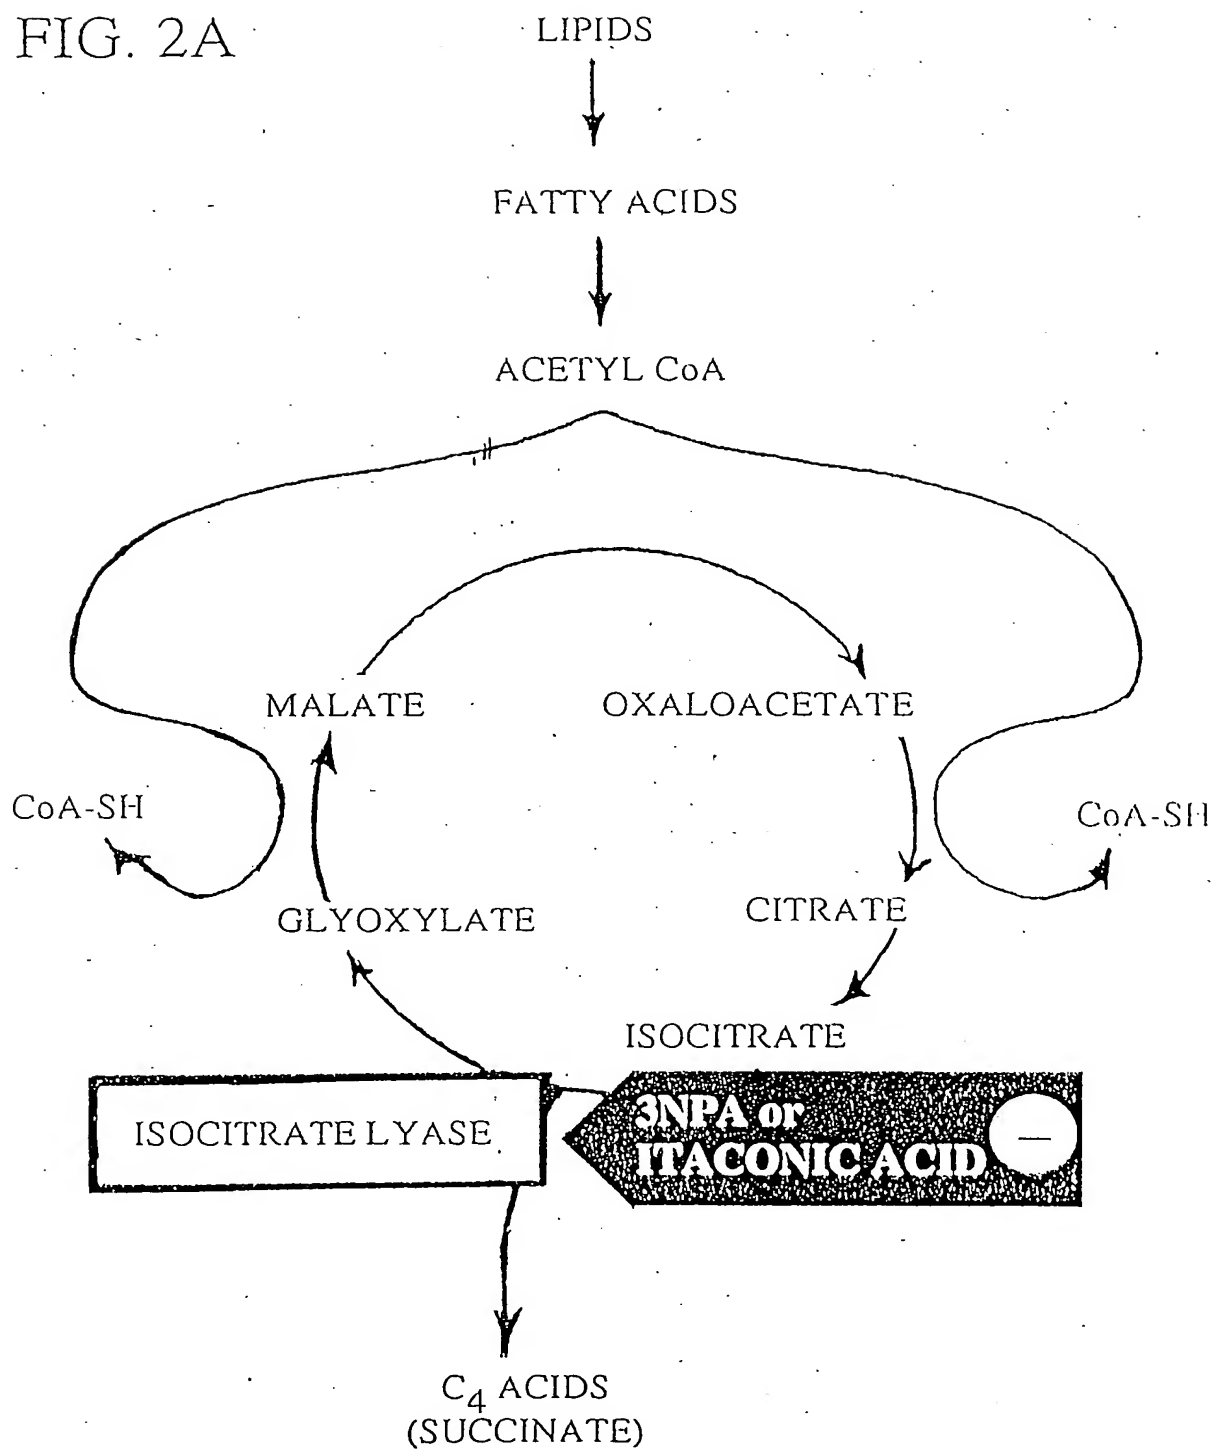 FIG. 2A
LIPIDS
FATTY ACIDS
ACETYL CoA
MALATE
OXALOACETATE
CoA-SH
CoA-SH
GLYOXYLATE
CITRATE
ISOCITRATE
ISOCITRATE LYASE
3NPA or
ITACONIC ACID
—
C4 ACIDS
(SUCCINATE)